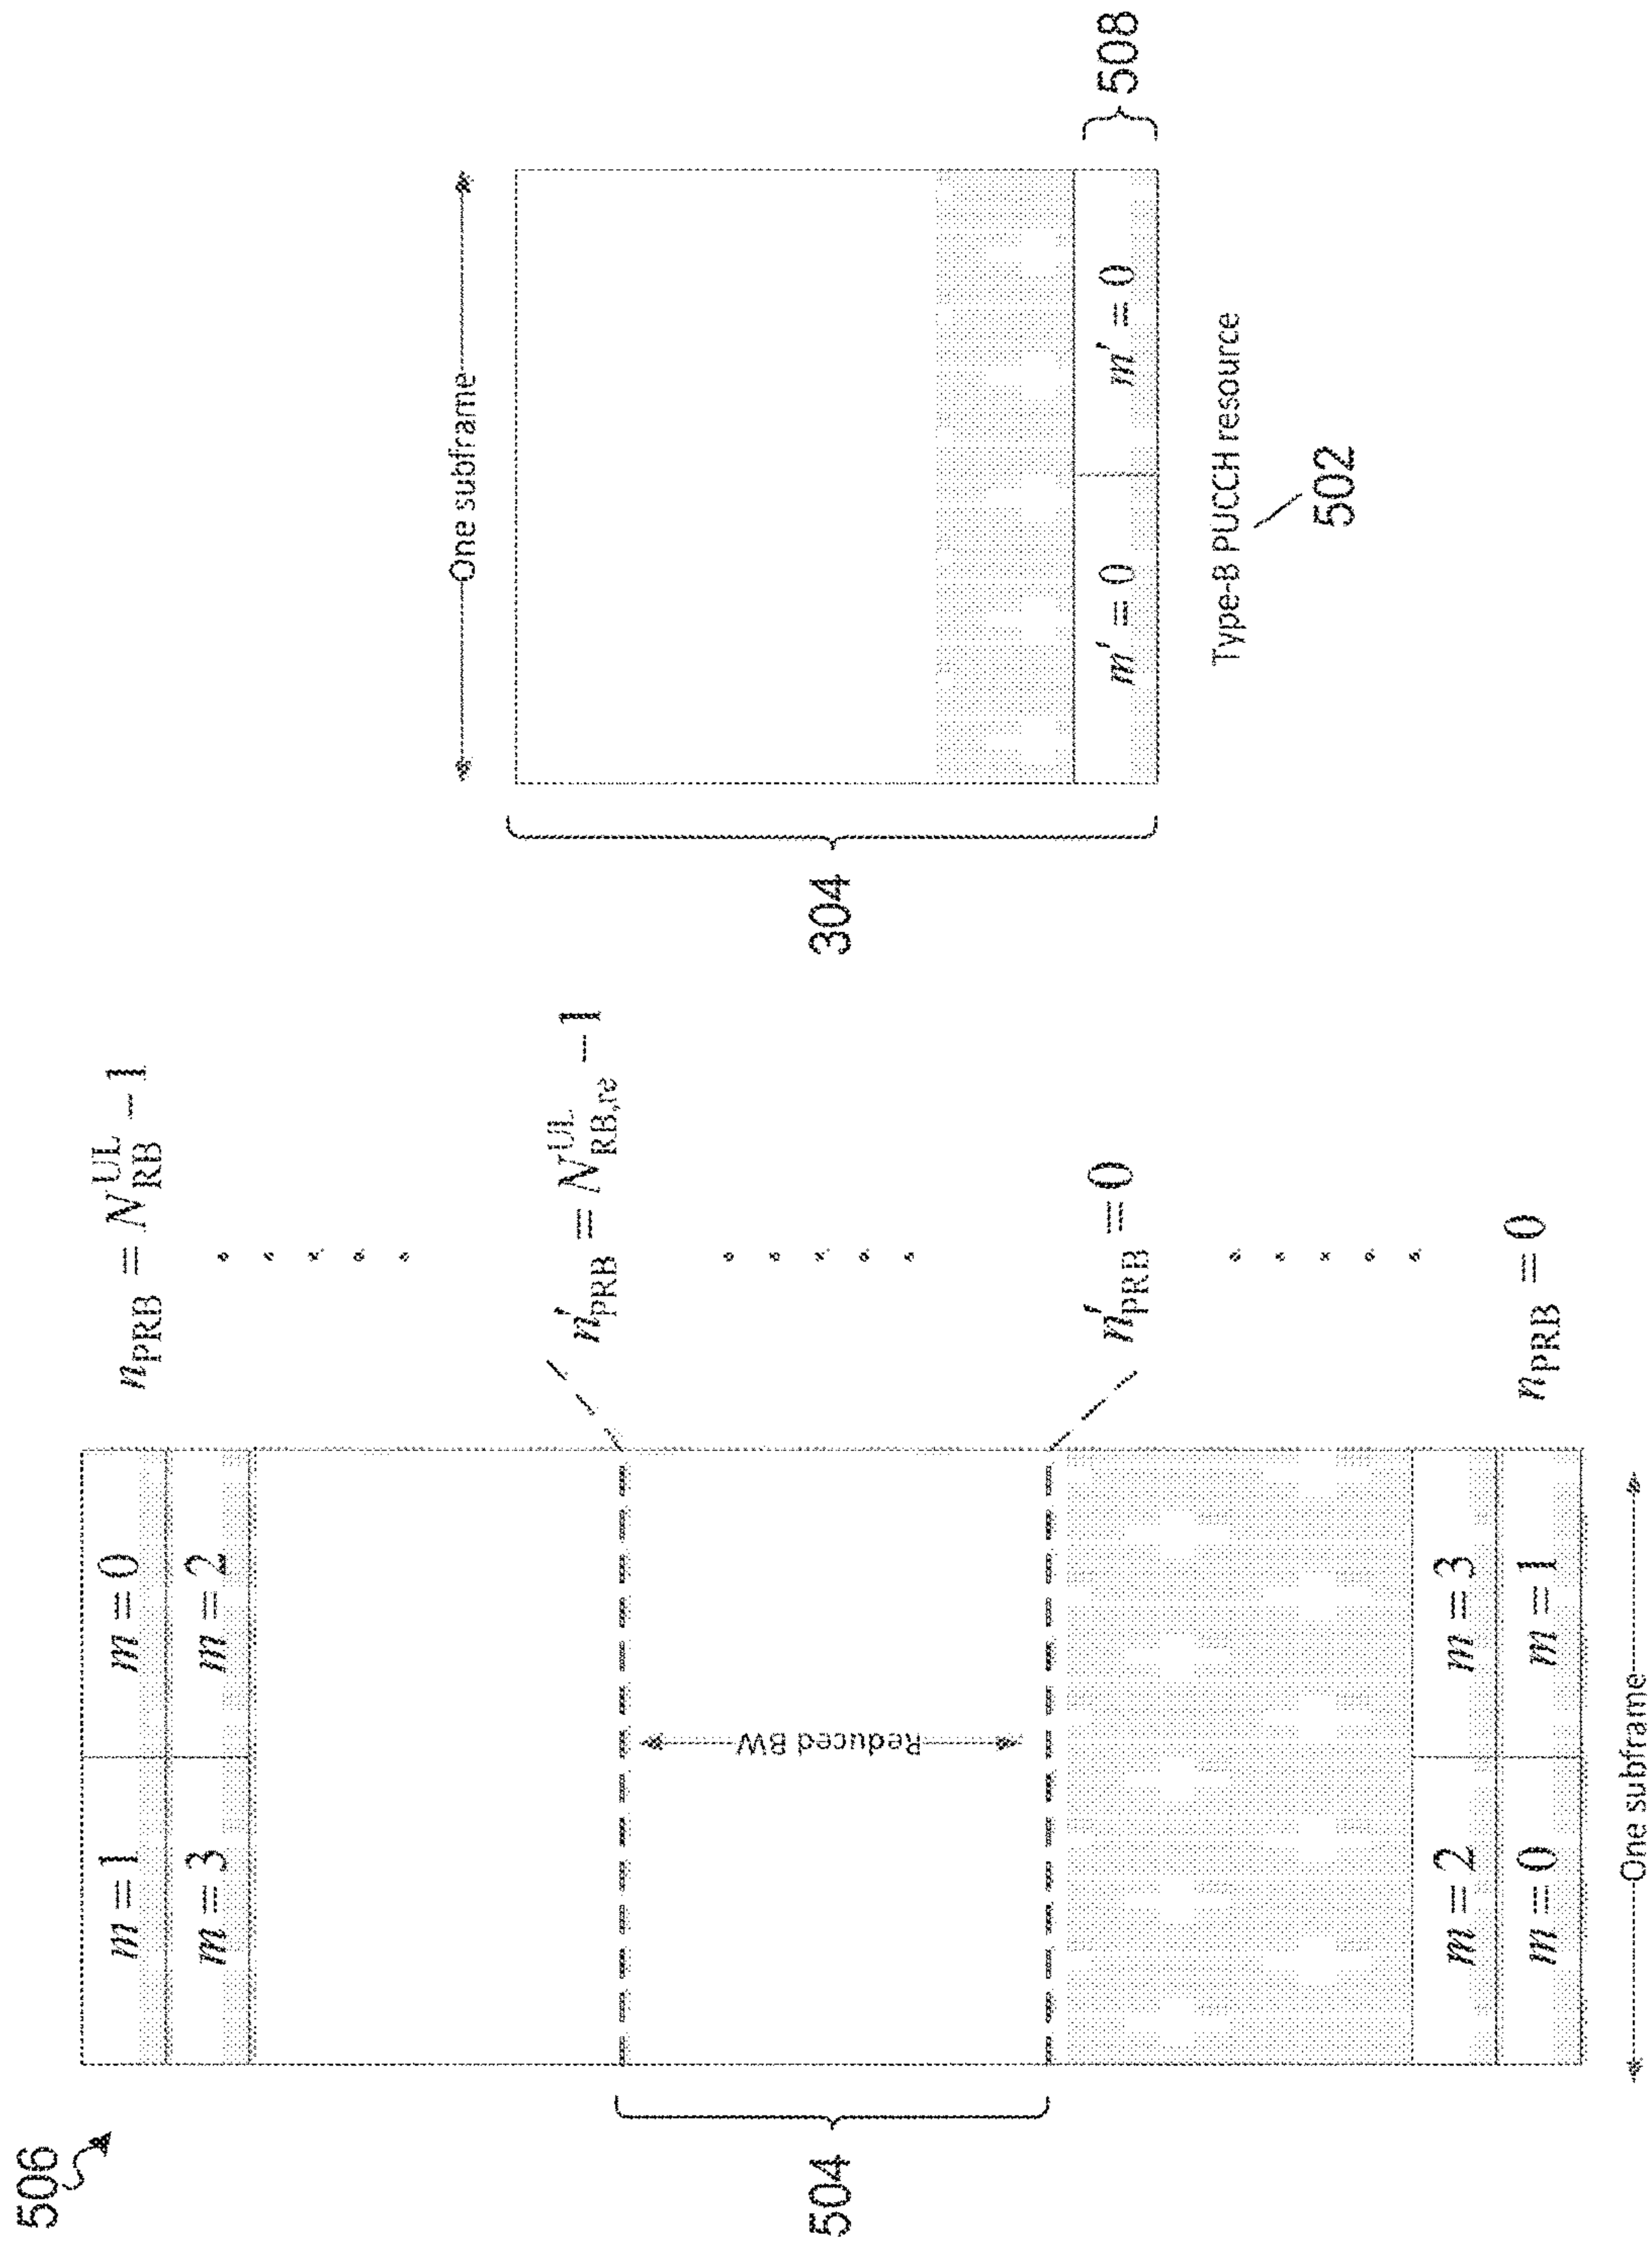 506
m = 1
m = 0
m = 3
m = 2
n_PRB = N_RB^UL − 1
n'_PRB = N_RB,re^UL − 1
504
Reduced BW
n'_PRB = 0
m = 2
m = 3
m = 0
m = 1
n_PRB = 0
One subframe
One subframe
304
m' = 0
m' = 0
508
Type-B PUCCH resource
502